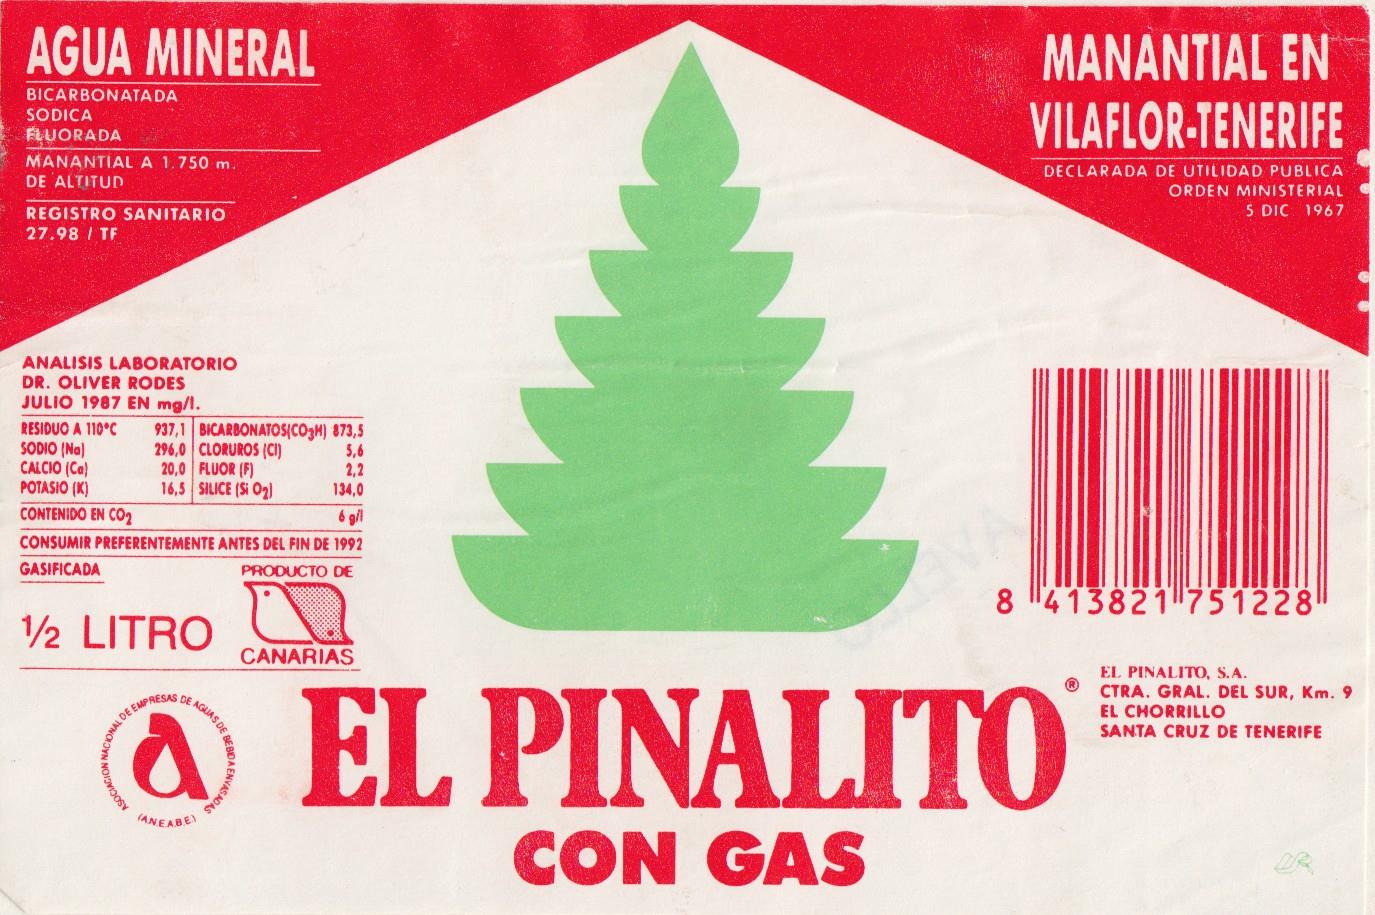 AGUA MINERAL
BICARBONATADA
SODICA
FLUORADA
MANANTIAL A 1.750 m.
DE ALTITUD
REGISTRO SANITARIO
27.98 / TF
MANANTIAL EN
VILAFLOR-TENERIFE
DECLARADA DE UTILIDAD PUBLICA
ORDEN MINISTERIAL
5 DIC 1967
ANALISIS LABORATORIO
DR. OLIVER RODES
JULIO 1987 EN mg/l.
RESIDUO A 110°C 937,1 BICARBONATOS(CO3H) 873,5
SODIO (Na) 296,0 CLORUROS (Cl) 5,6
CALCIO (Ca) 20,0 FLUOR (F) 2,2
POTASIO (K) 16,5 SILICE (Si O2) 134,0
CONTENIDO EN CO2 6 g/l
CONSUMIR PREFERENTEMENTE ANTES DEL FIN DE 1992
GASIFICADA
½ LITRO
PRODUCTO DE
CANARIAS
8 413821 751228
ASOCIACION NACIONAL DE EMPRESAS DE AGUAS DE BEBIDA ENVASADAS
(A.N.E.A.B.E.)
EL PINALITO ®
CON GAS
EL PINALITO, S.A.
CTRA. GRAL. DEL SUR, Km. 9
EL CHORRILLO
SANTA CRUZ DE TENERIFE